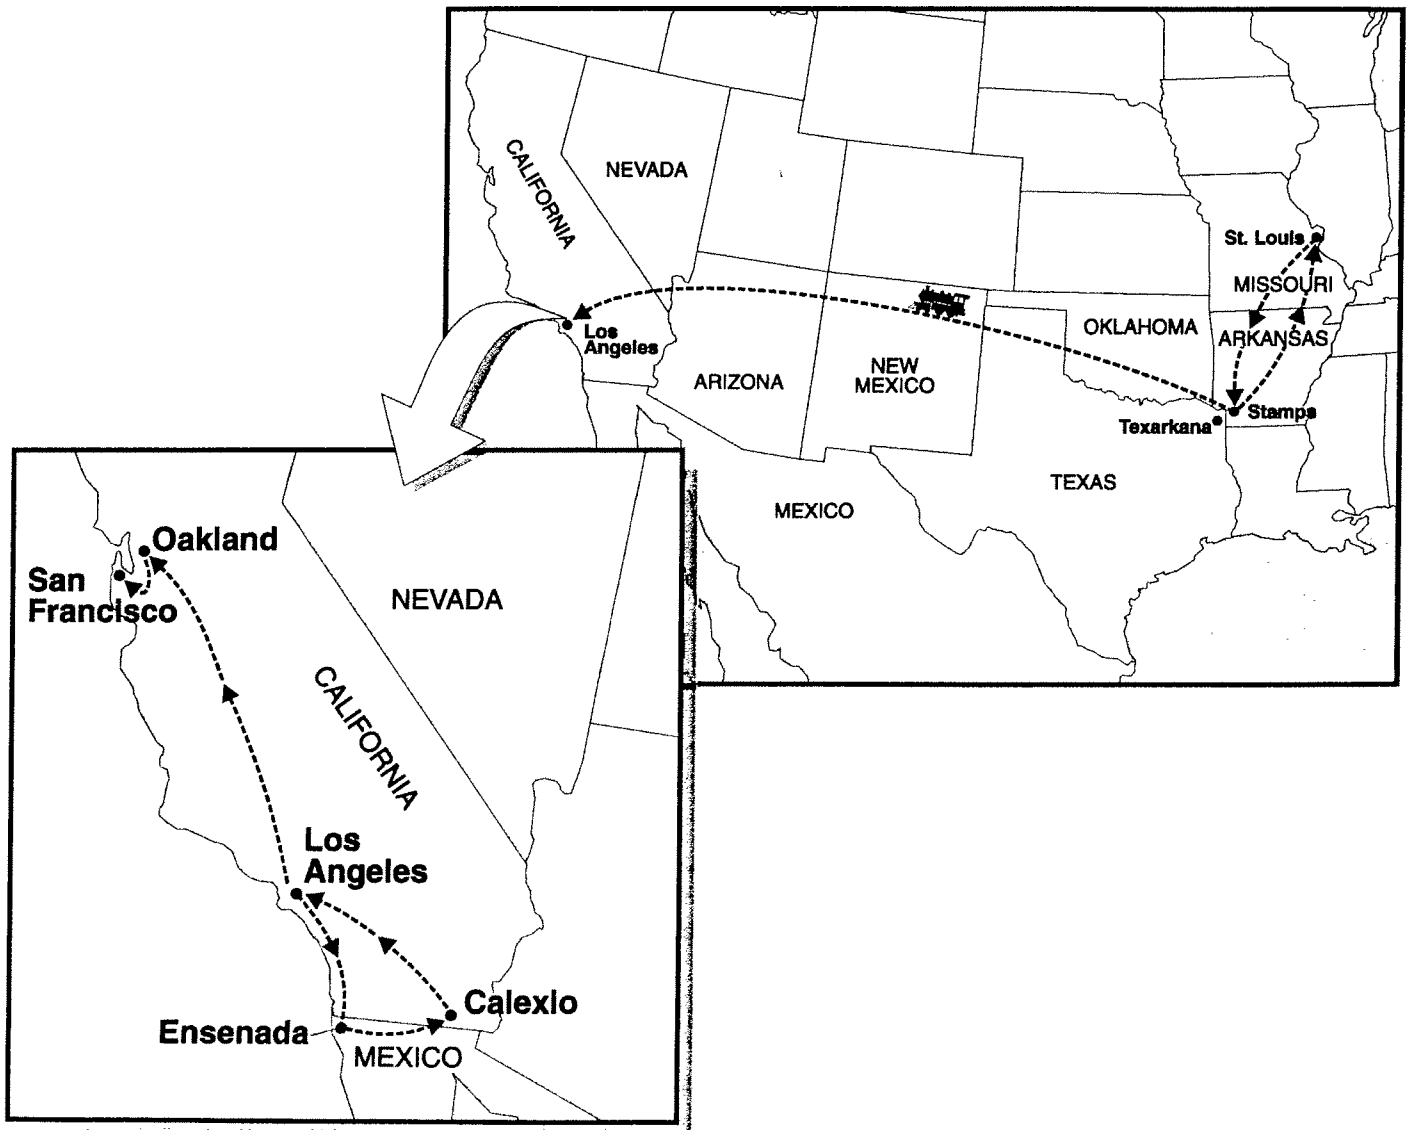 CALIFORNIA
NEVADA
St. Louis
MISSOURI
Los
Angeles
OKLAHOMA
ARKANSAS
ARIZONA
NEW
MEXICO
Stamps
Texarkana
TEXAS
MEXICO
Oakland
San
Francisco
NEVADA
CALIFORNIA
Los
Angeles
Calexio
Ensenada
MEXICO